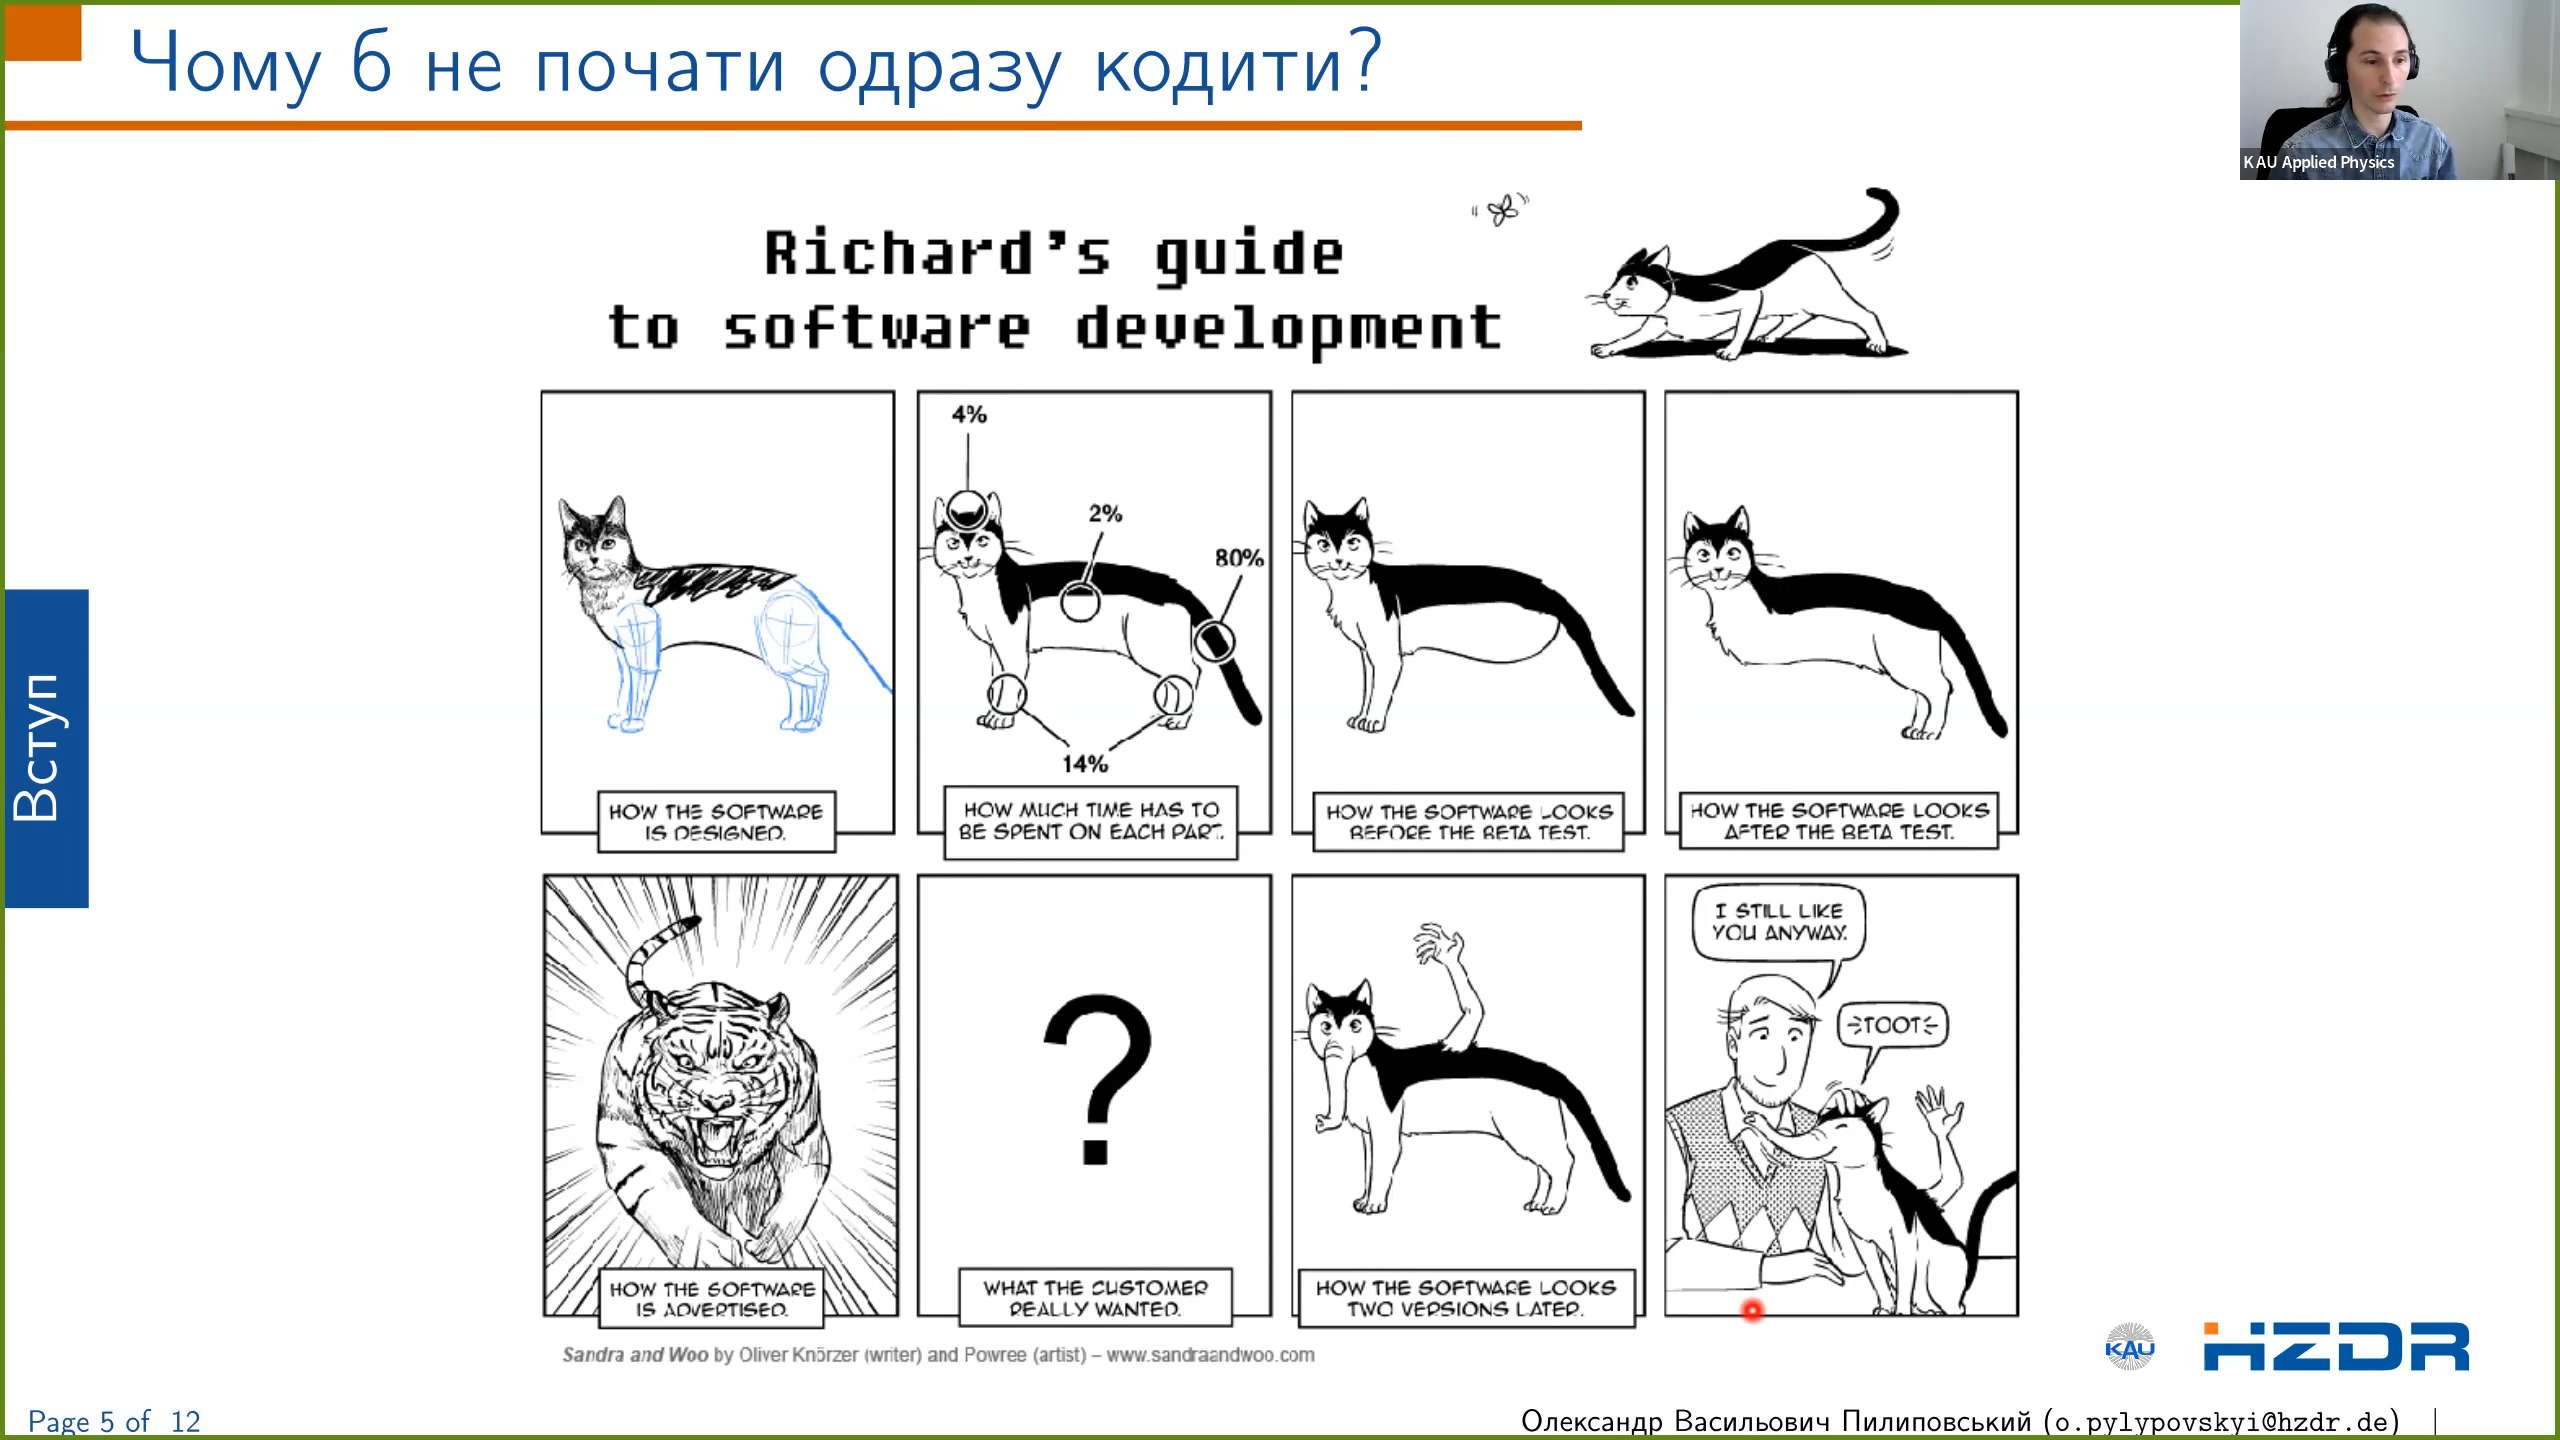 Чому б не почати одразу кодити?
KAU Applied Physics
Richard's guide
to software development
4%
2%
80%
14%
HOW THE SOFTWARE
IS DESIGNED.
HOW MUCH TIME HAS TO
BE SPENT ON EACH PART.
HOW THE SOFTWARE LOOKS
BEFORE THE BETA TEST.
HOW THE SOFTWARE LOOKS
AFTER THE BETA TEST.
Вступ
I STILL LIKE
YOU ANYWAY.
TOOT
?
HOW THE SOFTWARE
IS ADVERTISED.
WHAT THE CUSTOMER
REALLY WANTED.
HOW THE SOFTWARE LOOKS
TWO VERSIONS LATER.
Sandra and Woo by Oliver Knörzer (writer) and Powree (artist) – www.sandraandwoo.com
KAU
HZDR
Page 5 of 12
Олександр Васильович Пилиповський (o.pylypovskyi@hzdr.de) |